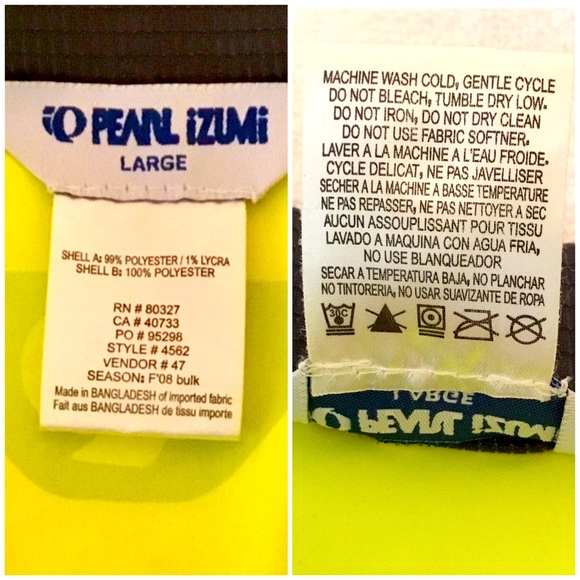 PEARL iZUMi
LARGE
SHELL A: 99% POLYESTER / 1% LYCRA
SHELL B: 100% POLYESTER
RN # 80327
CA # 40733
PO # 95298
STYLE # 4562
VENDOR # 47
SEASON: F'08 bulk
Made in BANGLADESH of imported fabric
Fait aus BANGLADESH de tissu importe
MACHINE WASH COLD, GENTLE CYCLE
DO NOT BLEACH, TUMBLE DRY LOW.
DO NOT IRON, DO NOT DRY CLEAN
DO NOT USE FABRIC SOFTNER.
LAVER A LA MACHINE A L'EAU FROIDE.
CYCLE DELICAT, NE PAS JAVELLISER
SECHER A LA MACHINE A BASSE TEMPERATURE
NE PAS REPASSER, NE PAS NETTOYER A SEC
AUCUN ASSOUPLISSANT POUR TISSU
LAVADO A MAQUINA CON AGUA FRIA,
NO USE BLANQUEADOR
SECAR A TEMPERATURA BAJA, NO PLANCHAR
NO TINTORERIA, NO USAR SUAVIZANTE DE ROPA
30C
LARGE
PEARL iZUMi